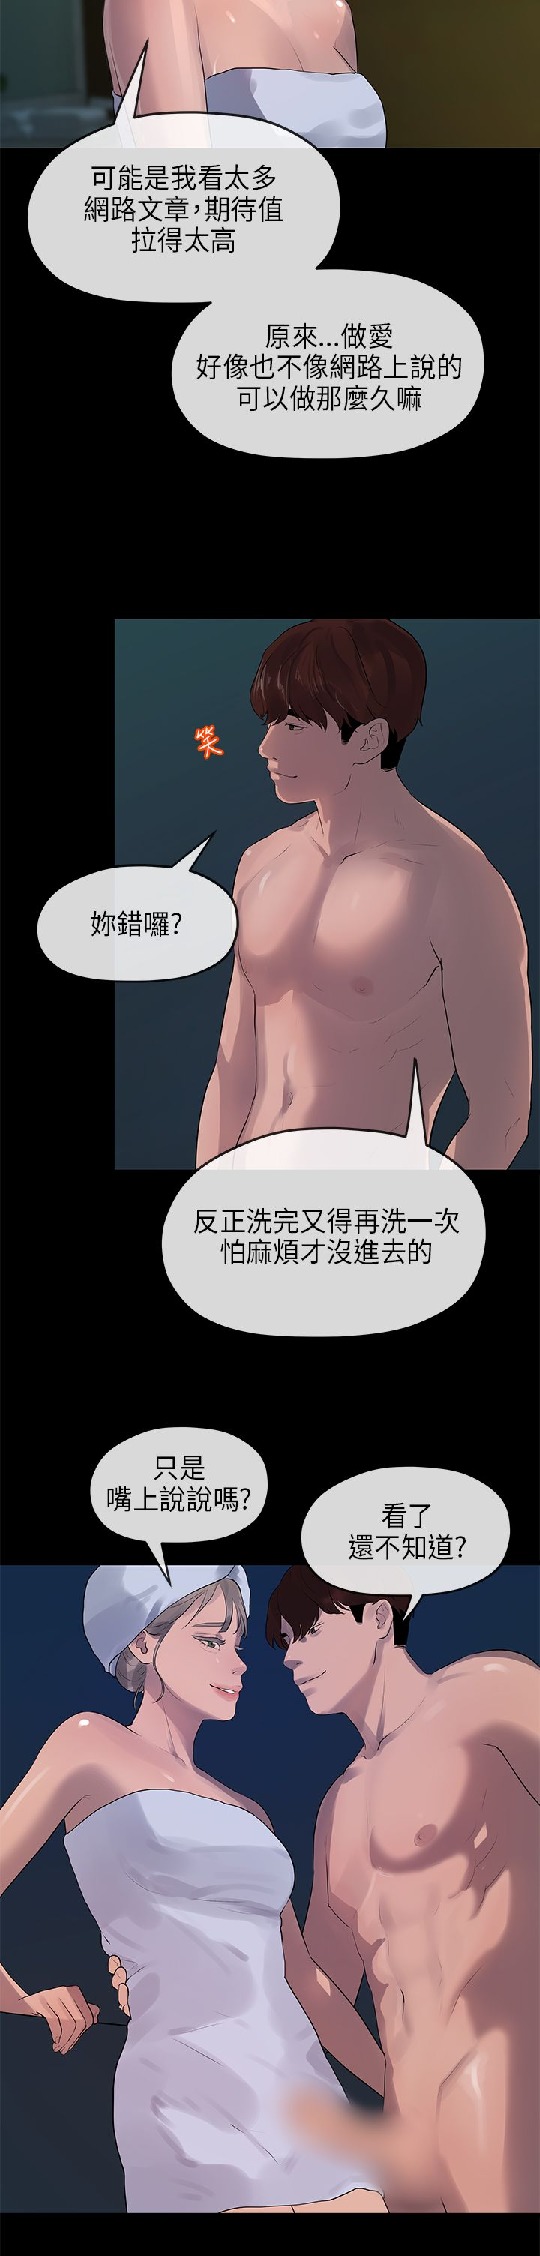 可能是我看太多
網路文章,期待值
拉得太高
原來...做愛
好像也不像網路上說的
可以做那麼久嘛
笑
妳錯囉?
反正洗完又得再洗一次
怕麻煩才沒進去的
只是
嘴上說說嗎?
看了
還不知道?